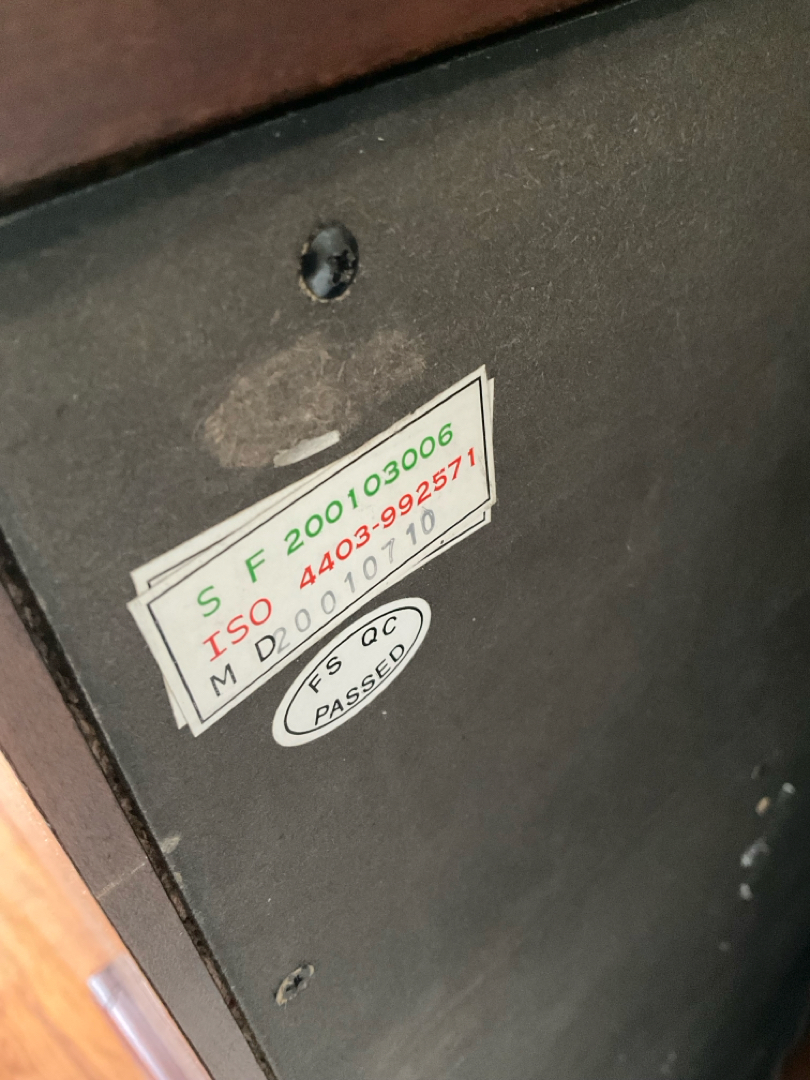 S F 200103006
ISO 4403-992571
M D20010710
FS QC
PASSED